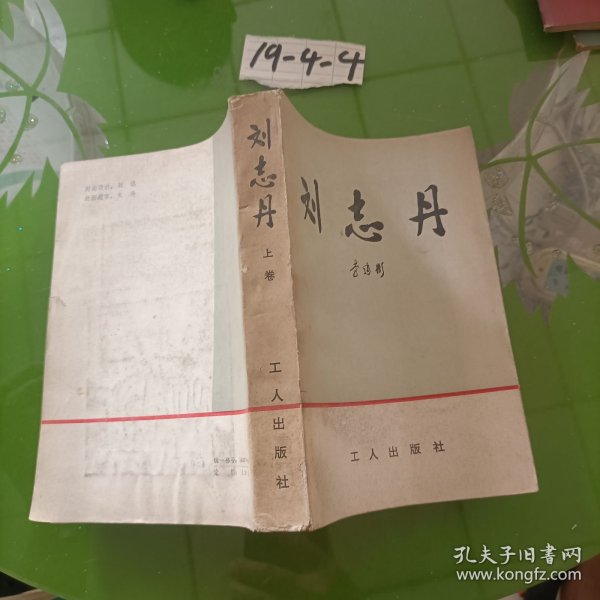 19-4-4
刘志丹
上卷
工人出版社
刘志丹
李建彤
工人出版社
孔夫子旧书网
www.kongfz.com